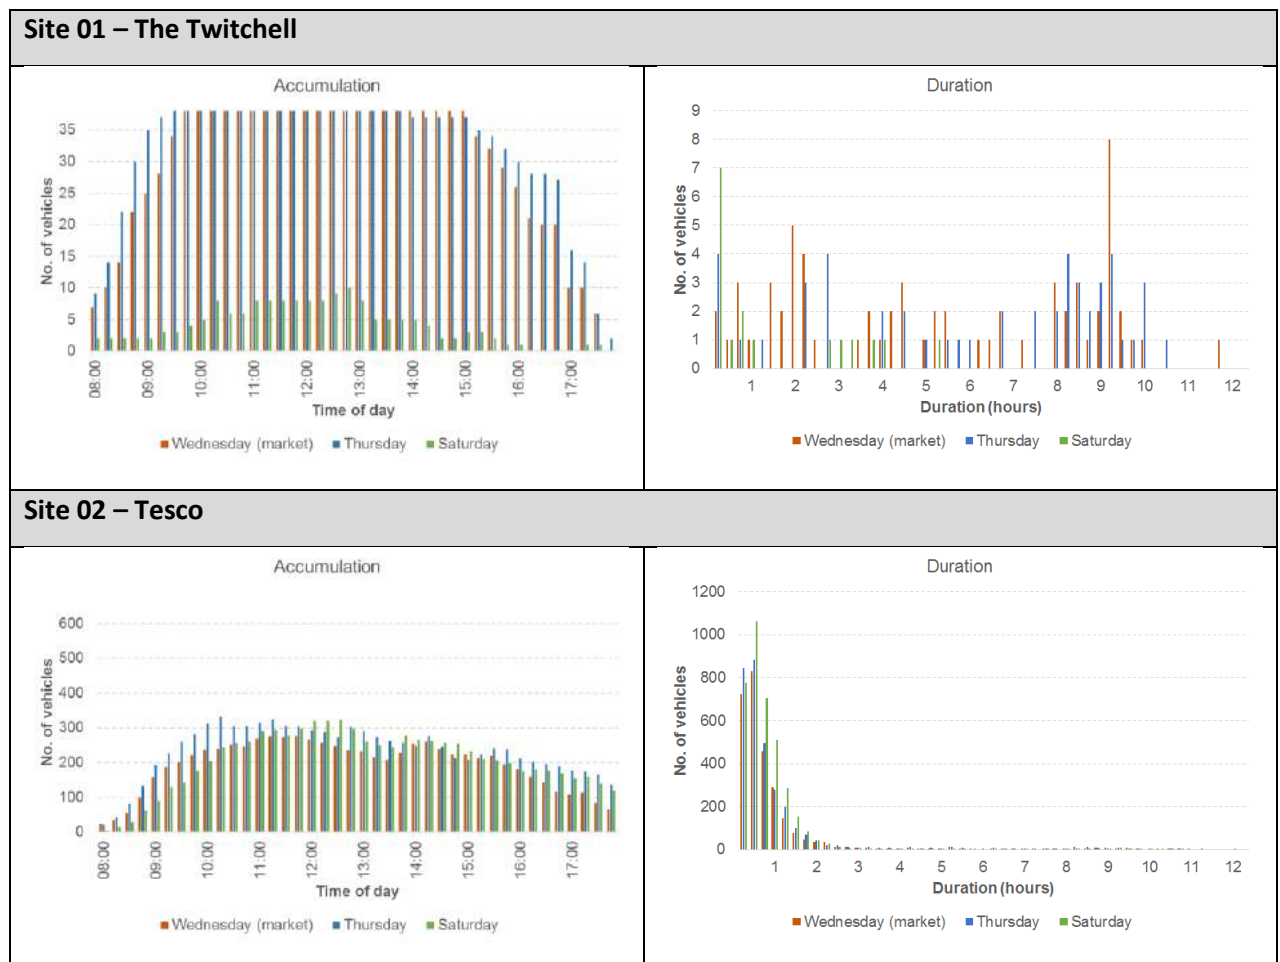 Site 01 – The Twitchell
Accumulation
No. of vehicles
35
30
25
20
15
10
5
0
08:00
09:00
10:00
11:00
12:00
13:00
14:00
15:00
16:00
17:00
Time of day
Wednesday (market) Thursday Saturday
Duration
No. of vehicles
9
8
7
6
5
4
3
2
1
0
1 2 3 4 5 6 7 8 9 10 11 12
Duration (hours)
Wednesday (market) Thursday Saturday
Site 02 – Tesco
Accumulation
No. of vehicles
600
500
400
300
200
100
0
08:00
09:00
10:00
11:00
12:00
13:00
14:00
15:00
16:00
17:00
Time of day
Wednesday (market) Thursday Saturday
Duration
No. of vehicles
1200
1000
800
600
400
200
0
1 2 3 4 5 6 7 8 9 10 11 12
Duration (hours)
Wednesday (market) Thursday Saturday